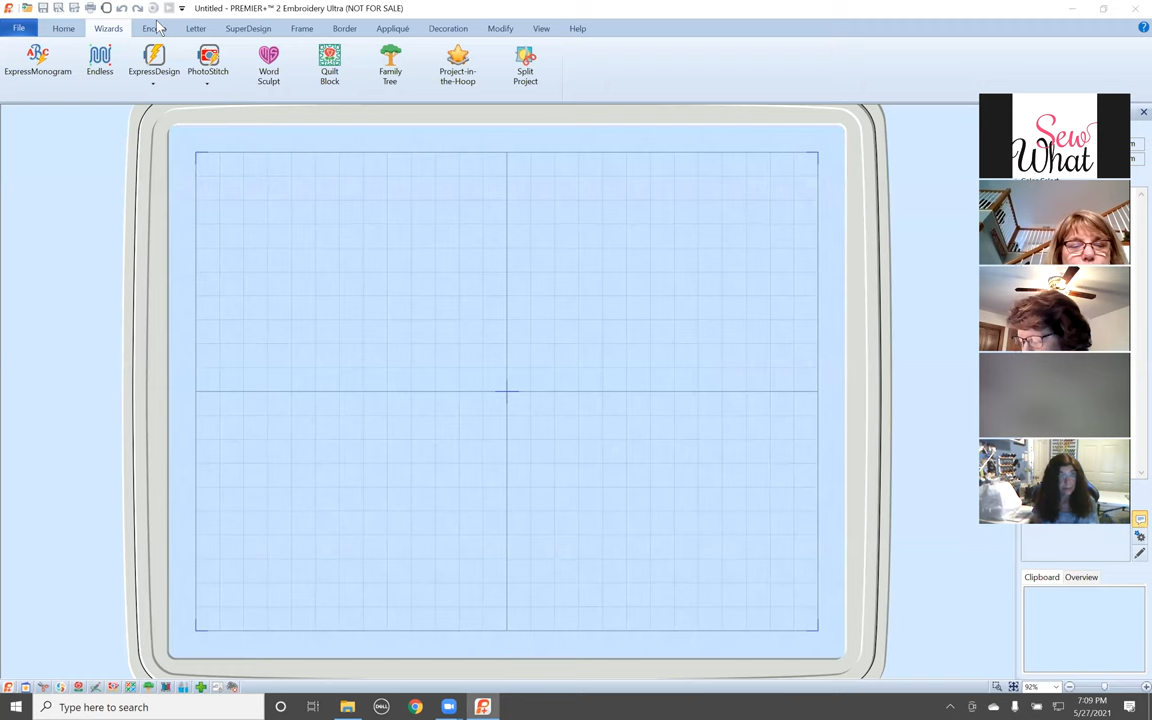 Untitled - PREMIER+™ 2 Embroidery Ultra (NOT FOR SALE)
File Home Wizards Letter SuperDesign Frame Border Appliqué Decoration Modify View Help
ExpressMonogram Endless ExpressDesign PhotoStitch Word Sculpt Quilt Block Family Tree Project-in-the-Hoop Split Project
Sew
What
Clipboard Overview
92%
Type here to search
7:09 PM
5/27/2021